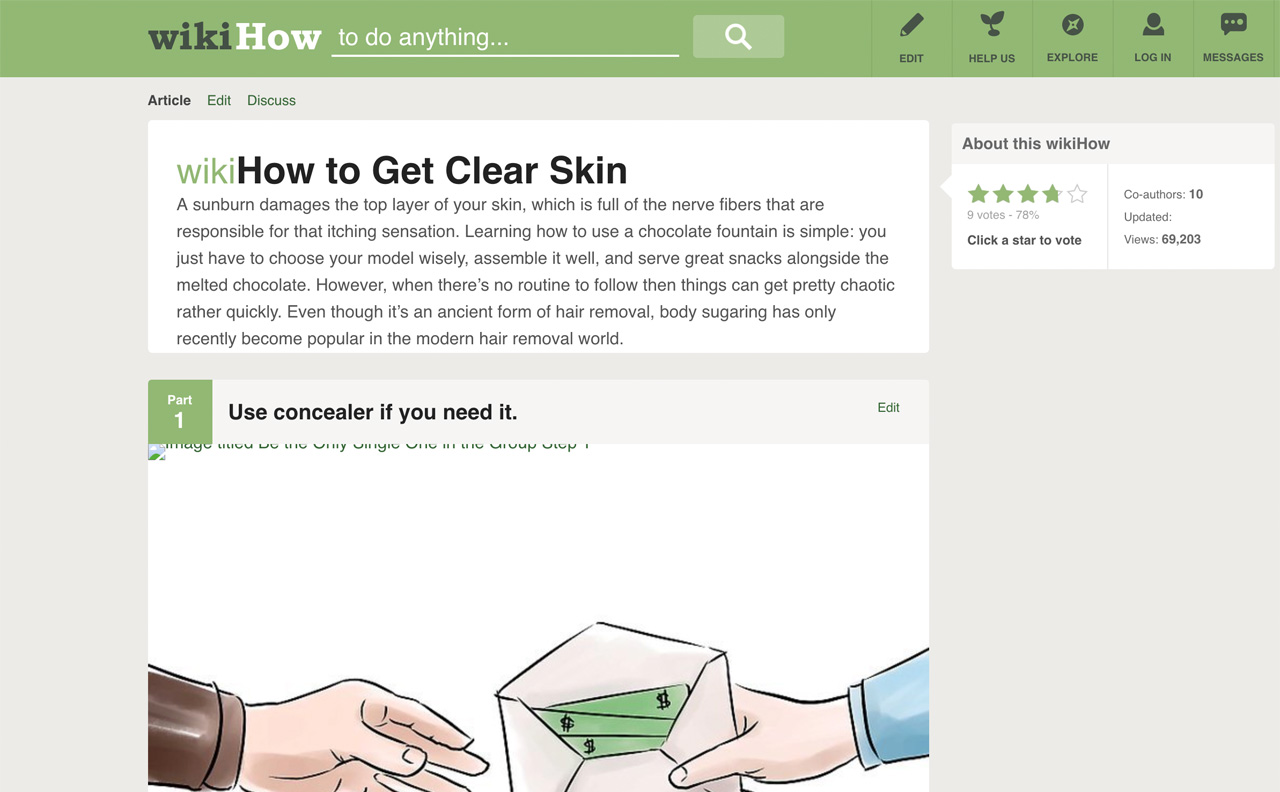 wikiHow to do anything...
EDIT
HELP US
EXPLORE
LOG IN
MESSAGES
Article Edit Discuss
wikiHow to Get Clear Skin
A sunburn damages the top layer of your skin, which is full of the nerve fibers that are
responsible for that itching sensation. Learning how to use a chocolate fountain is simple: you
just have to choose your model wisely, assemble it well, and serve great snacks alongside the
melted chocolate. However, when there’s no routine to follow then things can get pretty chaotic
rather quickly. Even though it’s an ancient form of hair removal, body sugaring has only
recently become popular in the modern hair removal world.
About this wikiHow
9 votes - 78%
Click a star to vote
Co-authors: 10
Updated:
Views: 69,203
Part
1
Use concealer if you need it.
Edit
Image titled Be the Only Single One in the Group Step 1
$
$
$